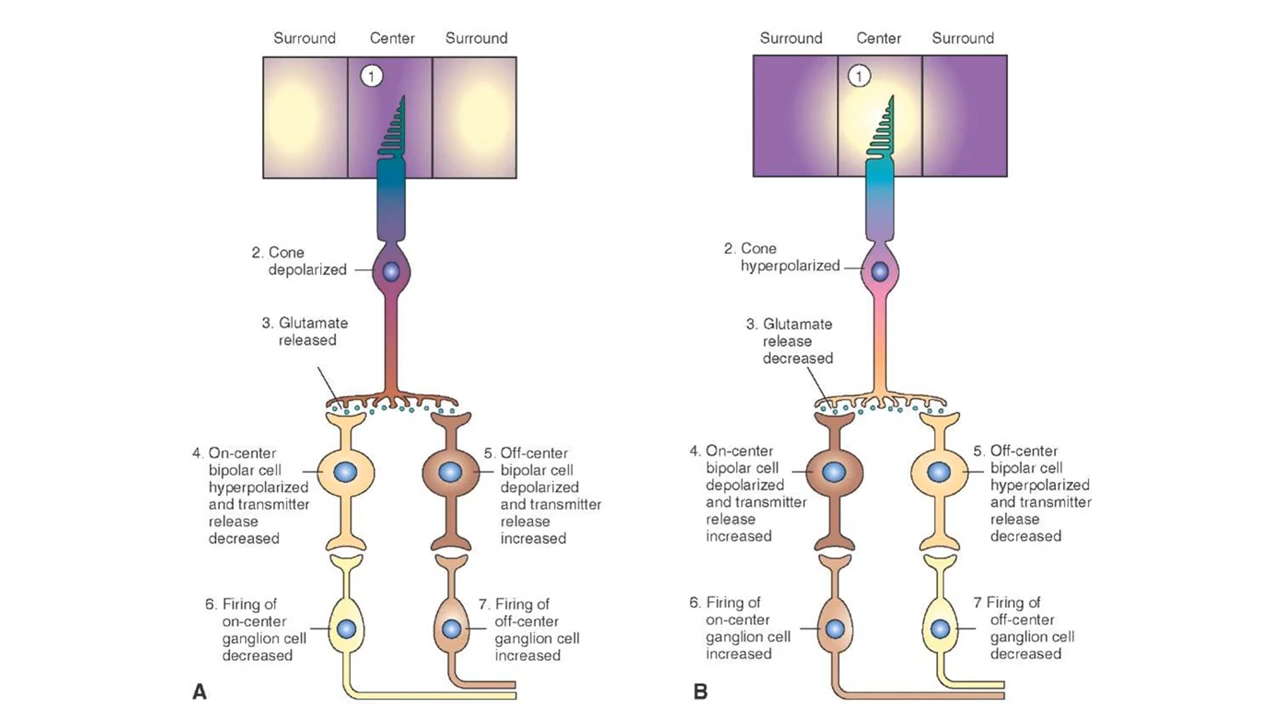 Surround Center Surround
1
2. Cone
depolarized
3. Glutamate
released
4. On-center
bipolar cell
hyperpolarized
and transmitter
release
decreased
5. Off-center
bipolar cell
depolarized
and transmitter
release
increased
6. Firing of
on-center
ganglion cell
decreased
7. Firing of
off-center
ganglion cell
increased
A
Surround Center Surround
1
2. Cone
hyperpolarized
3. Glutamate
release
decreased
4. On-center
bipolar cell
depolarized
and transmitter
release
increased
5. Off-center
bipolar cell
hyperpolarized
and transmitter
release
decreased
6. Firing of
on-center
ganglion cell
increased
7 Firing of
off-center
ganglion cell
decreased
B